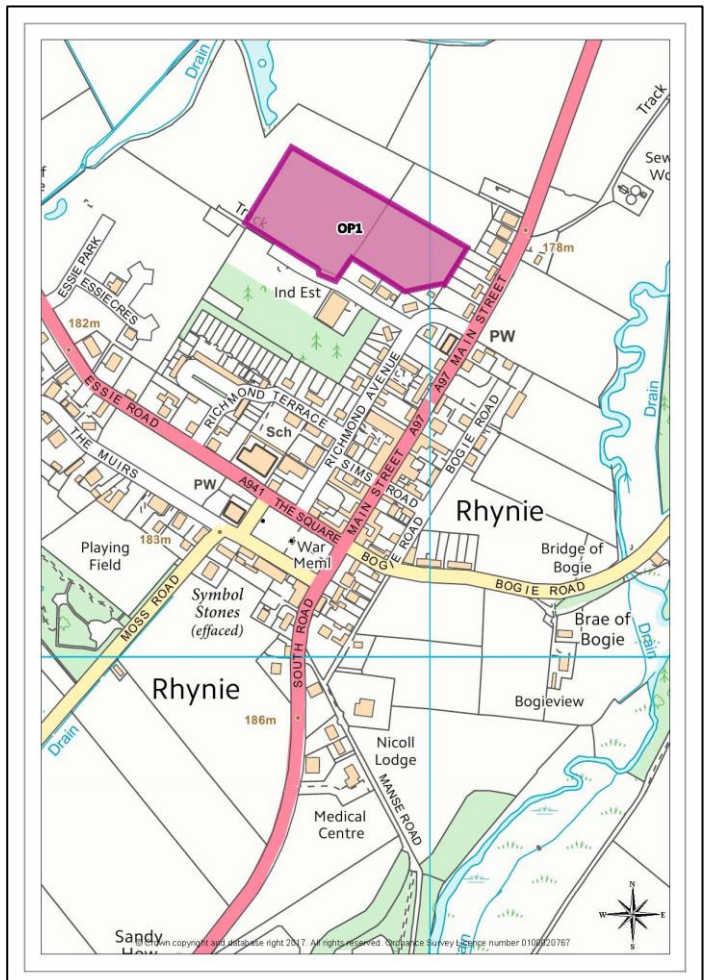 Drain
Track
Sew
Wo
Track
OP1
178m
Ind Est
ESSIE PARK
ESSIECRES
182m
PW
MAIN STREET
A97
A97 MAIN STREET
RICHMOND AVENUE
RICHMOND TERRACE
ESSIE ROAD
Sch
SIMS ROAD
BOGIE ROAD
Drain
THE MUIRS
A941
THE SQUARE
PW
Rhynie
183m
War
Meml
BOGIE ROAD
BOGIE ROAD
Bridge of
Bogie
Playing
Field
MOSS ROAD
Symbol
Stones
(effaced)
SOUTH ROAD
Brae of
Bogie
Drain
Rhynie
Bogieview
186m
Drain
Nicoll
Lodge
MANSE ROAD
Medical
Centre
N
W
E
S
Sandy
How
© Crown copyright and database right 2017. All rights reserved. Ordnance Survey Licence number 0100020767
Drain